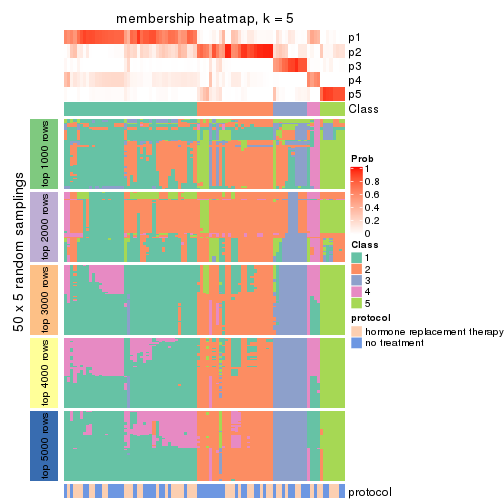 membership heatmap, k = 5
p1
p2
p3
p4
p5
Class
50 x 5 random samplings
top 1000 rows
top 2000 rows
top 3000 rows
top 4000 rows
top 5000 rows
protocol
Prob
1
0.8
0.6
0.4
0.2
0
Class
1
2
3
4
5
protocol
hormone replacement therapy
no treatment